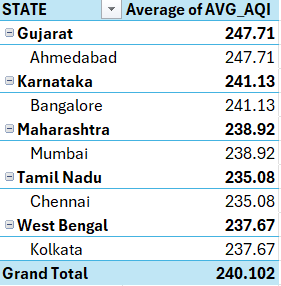 STATE Average of AVG_AQI
Gujarat 247.71
Ahmedabad 247.71
Karnataka 241.13
Bangalore 241.13
Maharashtra 238.92
Mumbai 238.92
Tamil Nadu 235.08
Chennai 235.08
West Bengal 237.67
Kolkata 237.67
Grand Total 240.102